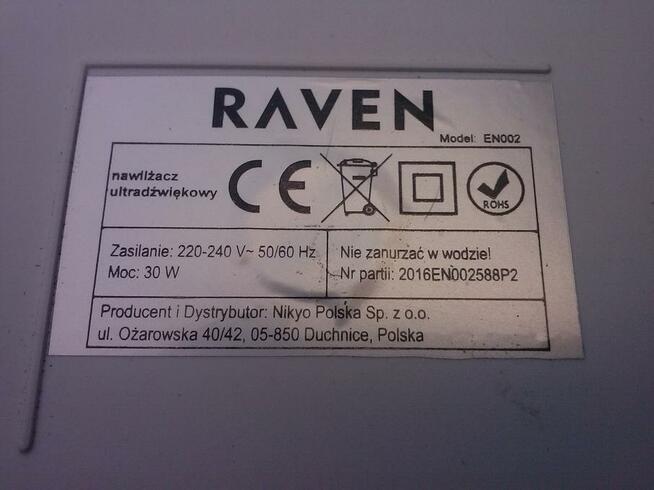 RAVEN
Model: EN002
nawilżacz
ultradźwiękowy
CE
ROHS
Zasilanie: 220-240 V~ 50/60 Hz
Moc: 30 W
Nie zanurzać w wodzie!
Nr partii: 2016EN002588P2
Producent i Dystrybutor: Nikyo Polska Sp. z o.o.
ul. Ożarowska 40/42, 05-850 Duchnice, Polska